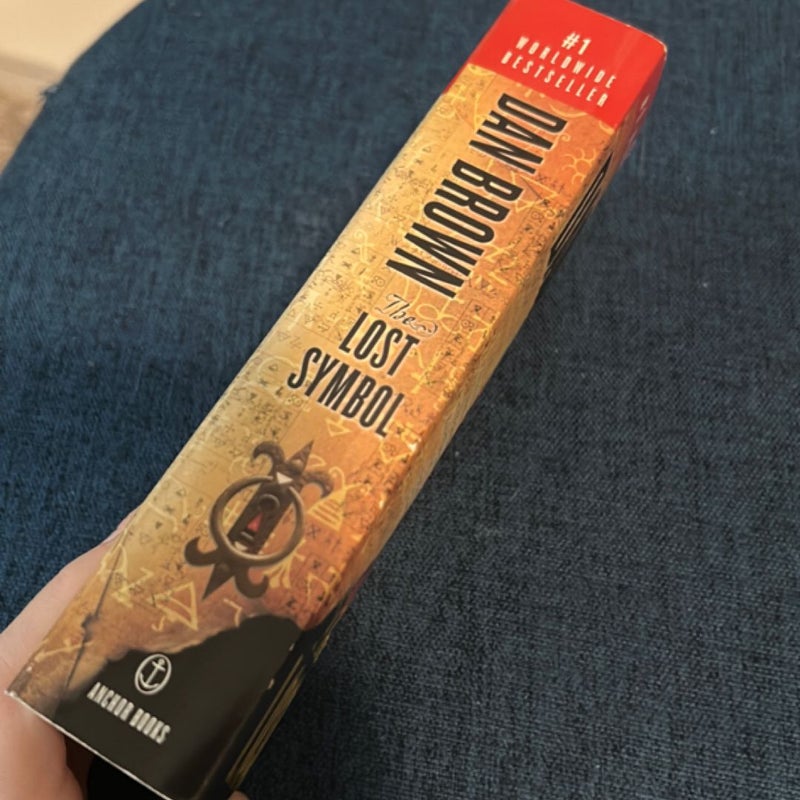 #1
WORLDWIDE
BESTSELLER
DAN BROWN
The
LOST
SYMBOL
ANCHOR BOOKS